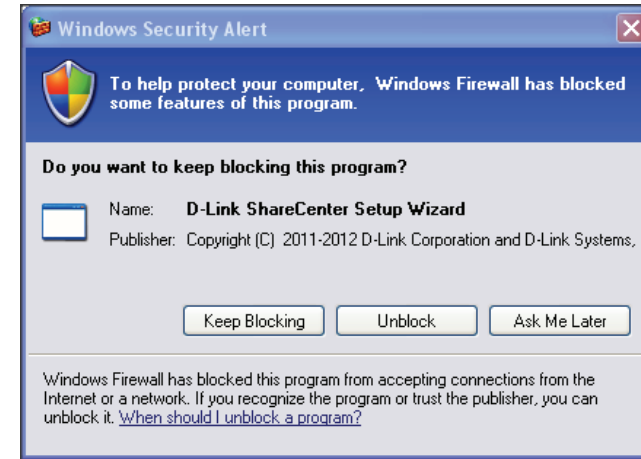 Windows Security Alert
To help protect your computer, Windows Firewall has blocked
some features of this program.
Do you want to keep blocking this program?
Name: D-Link ShareCenter Setup Wizard
Publisher: Copyright (C) 2011-2012 D-Link Corporation and D-Link Systems,
Keep Blocking Unblock Ask Me Later
Windows Firewall has blocked this program from accepting connections from the
Internet or a network. If you recognize the program or trust the publisher, you can
unblock it. When should I unblock a program?